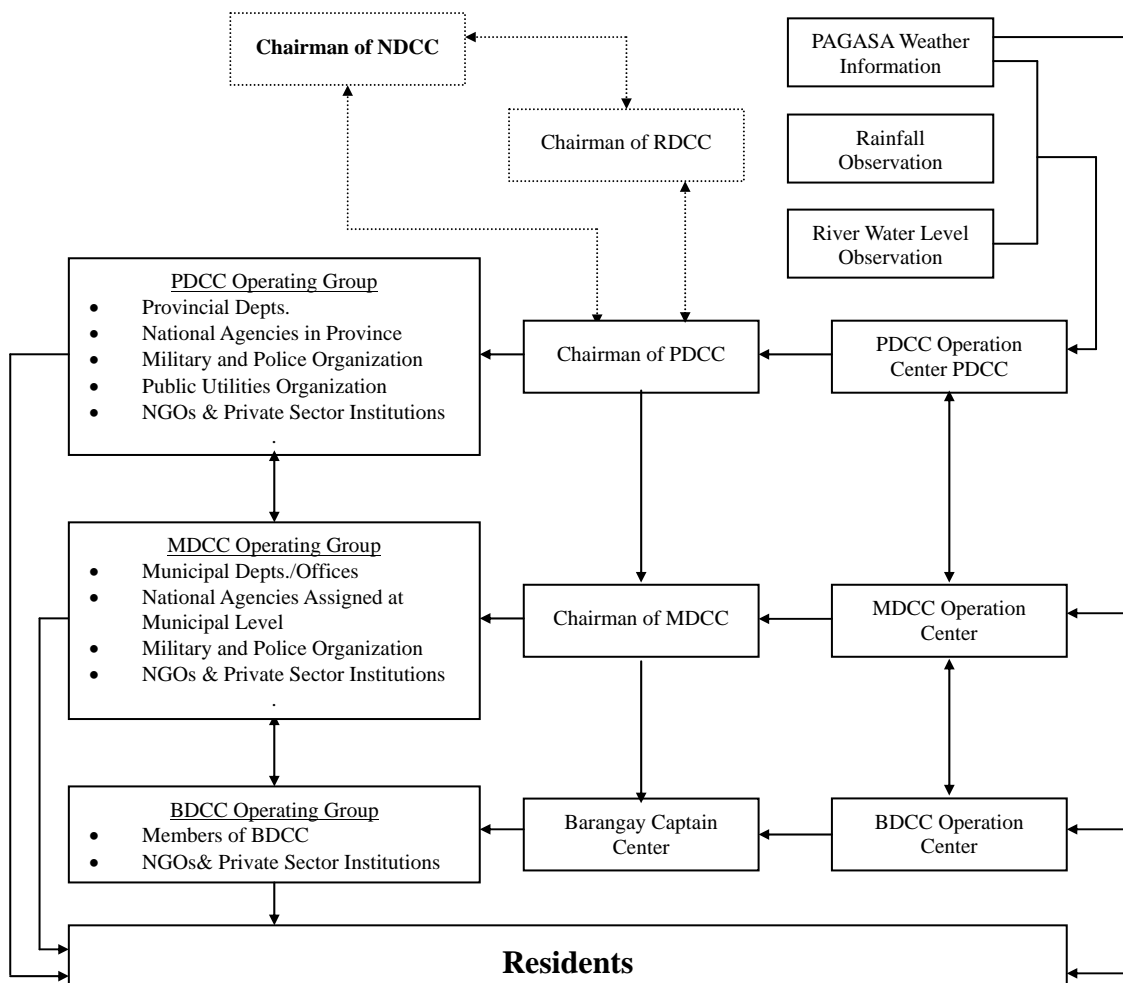 Chairman of NDCC
PAGASA Weather
Information
Chairman of RDCC
Rainfall
Observation
River Water Level
Observation
PDCC Operating Group
• Provincial Depts.
• National Agencies in Province
• Military and Police Organization
• Public Utilities Organization
• NGOs & Private Sector Institutions
.
Chairman of PDCC
PDCC Operation
Center PDCC
MDCC Operating Group
• Municipal Depts./Offices
• National Agencies Assigned at
Municipal Level
• Military and Police Organization
• NGOs & Private Sector Institutions
.
Chairman of MDCC
MDCC Operation
Center
BDCC Operating Group
• Members of BDCC
• NGOs& Private Sector Institutions
Barangay Captain
Center
BDCC Operation
Center
Residents